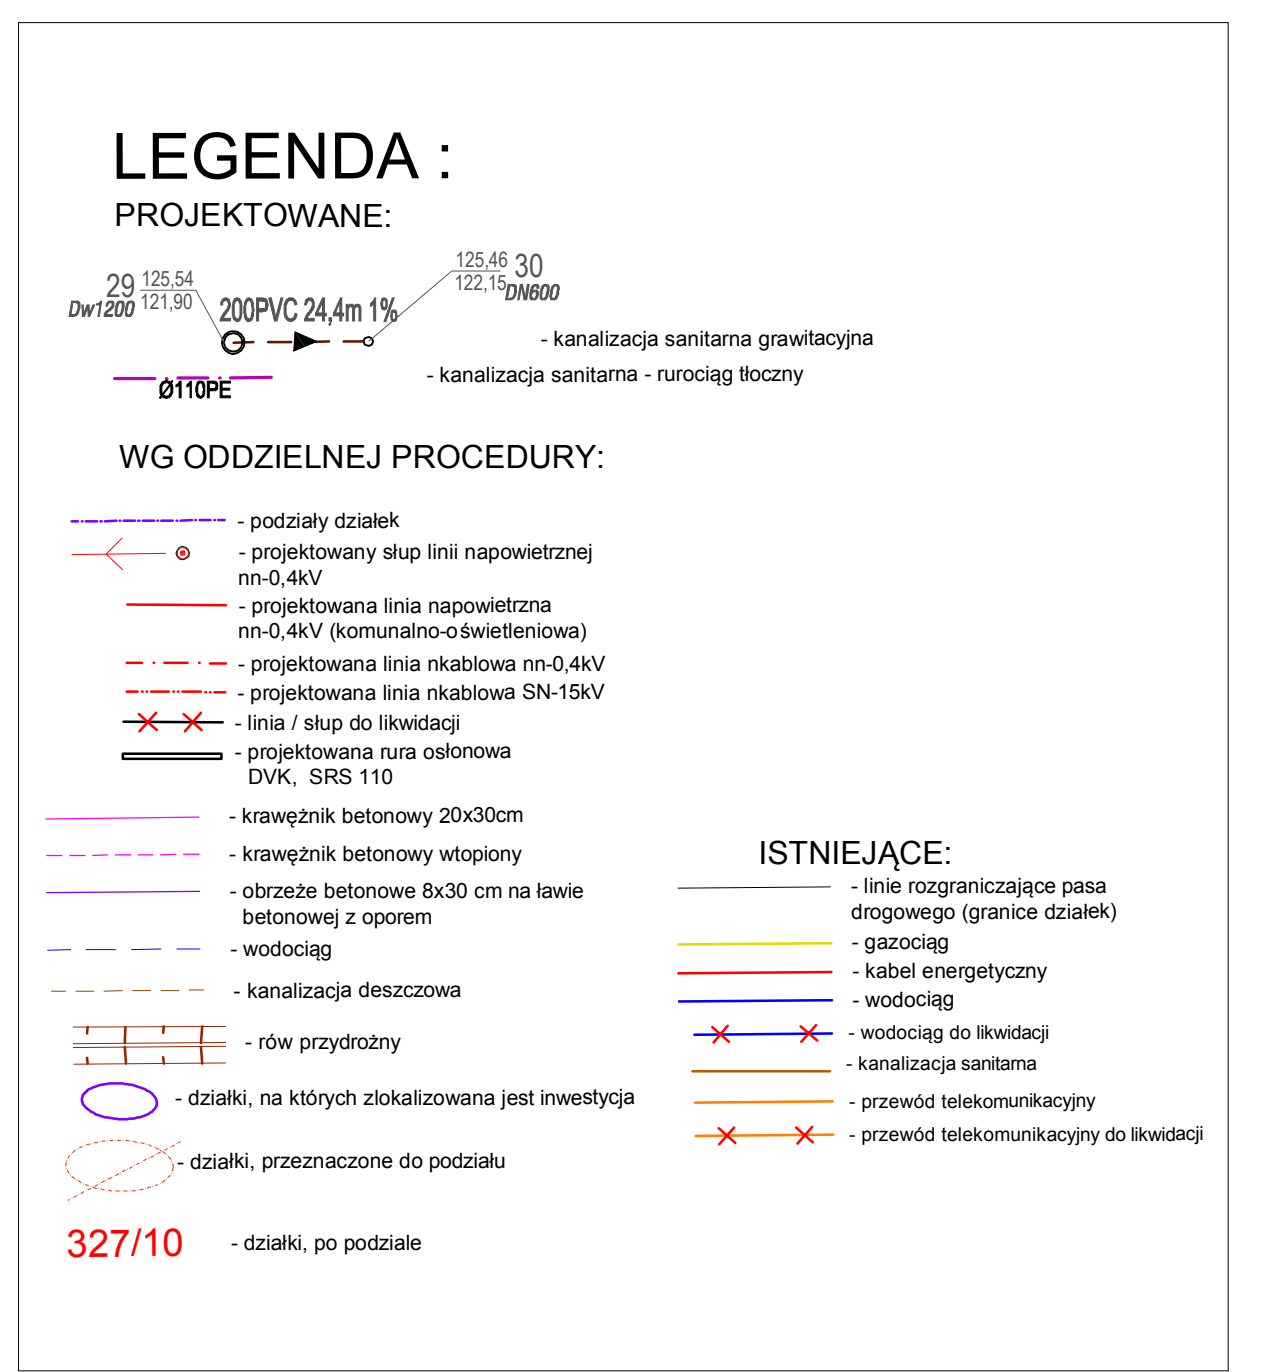 LEGENDA :
PROJEKTOWANE:
29 125,54
Dw1200 121,90
200PVC 24,4m 1%
125,46 30
122,15 DN600
- kanalizacja sanitarna grawitacyjna
Ø110PE
- kanalizacja sanitarna - rurociąg tłoczny
WG ODDZIELNEJ PROCEDURY:
- podziały działek
- projektowany słup linii napowietrznej
nn-0,4kV
- projektowana linia napowietrzna
nn-0,4kV (komunalno-oświetleniowa)
- projektowana linia nkablowa nn-0,4kV
- projektowana linia nkablowa SN-15kV
- linia / słup do likwidacji
- projektowana rura osłonowa
DVK, SRS 110
- krawężnik betonowy 20x30cm
- krawężnik betonowy wtopiony
- obrzeże betonowe 8x30 cm na ławie
betonowej z oporem
- wodociąg
- kanalizacja deszczowa
- rów przydrożny
- działki, na których zlokalizowana jest inwestycja
- działki, przeznaczone do podziału
327/10
- działki, po podziale
ISTNIEJĄCE:
- linie rozgraniczające pasa
drogowego (granice działek)
- gazociąg
- kabel energetyczny
- wodociąg
- wodociąg do likwidacji
- kanalizacja sanitarna
- przewód telekomunikacyjny
- przewód telekomunikacyjny do likwidacji